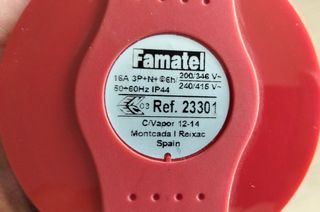 Famatel
16A 3P+N+⏚6h/ 200/346 V~
50-60Hz IP44 240/415 V~
03 Ref. 23301
C/Vapor 12-14
Montcada I Reixac
Spain